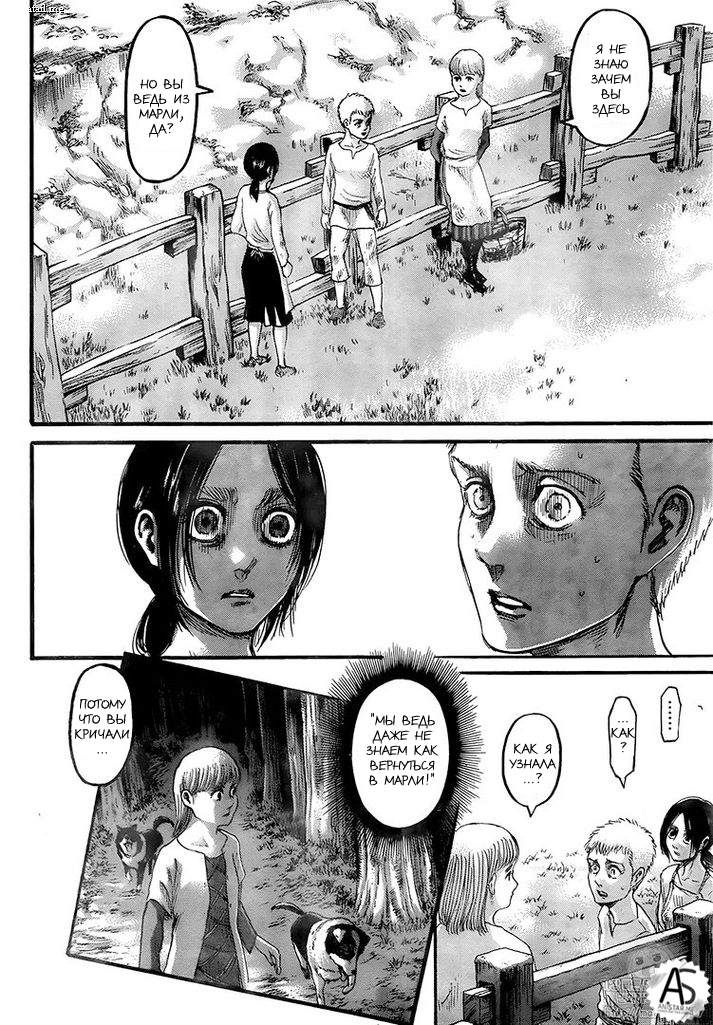 Я НЕ
ЗНАЮ
ЗАЧЕМ
ВЫ
ЗДЕСЬ
НО ВЫ
ВЕДЬ ИЗ
МАРЛИ,
ДА?
......
...
КАК
?
КАК Я
УЗНАЛА
...?
"МЫ ВЕДЬ
ДАЖЕ НЕ
ЗНАЕМ КАК
ВЕРНУТЬСЯ
В МАРЛИ!"
ПОТОМУ
ЧТО ВЫ
КРИЧАЛИ
...
AS